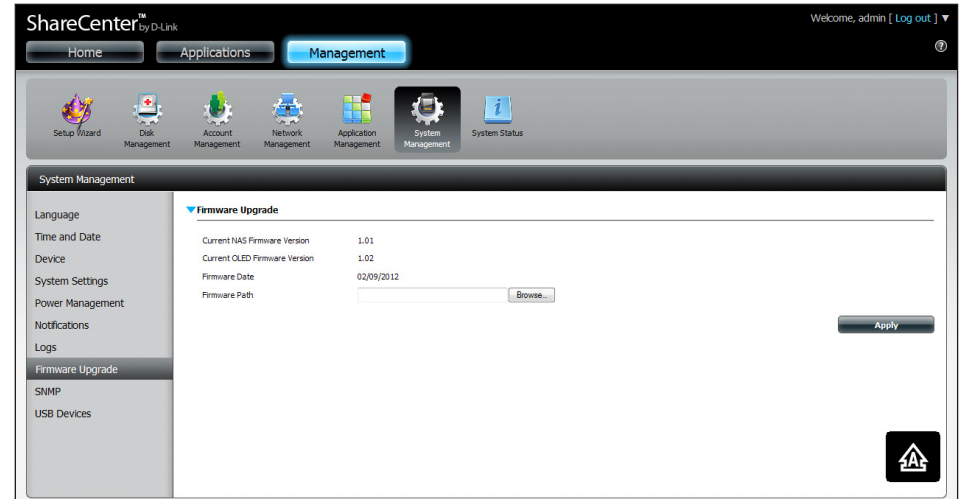 ShareCenter™ by D-Link
Welcome, admin [ Log out ] ▼
Home Applications Management
?
Setup Wizard
Disk Management
Account Management
Network Management
Application Management
System Management
System Status
System Management
Language
Time and Date
Device
System Settings
Power Management
Notifications
Logs
Firmware Upgrade
SNMP
USB Devices
Firmware Upgrade
Current NAS Firmware Version 1.01
Current OLED Firmware Version 1.02
Firmware Date 02/09/2012
Firmware Path Browse...
Apply
A